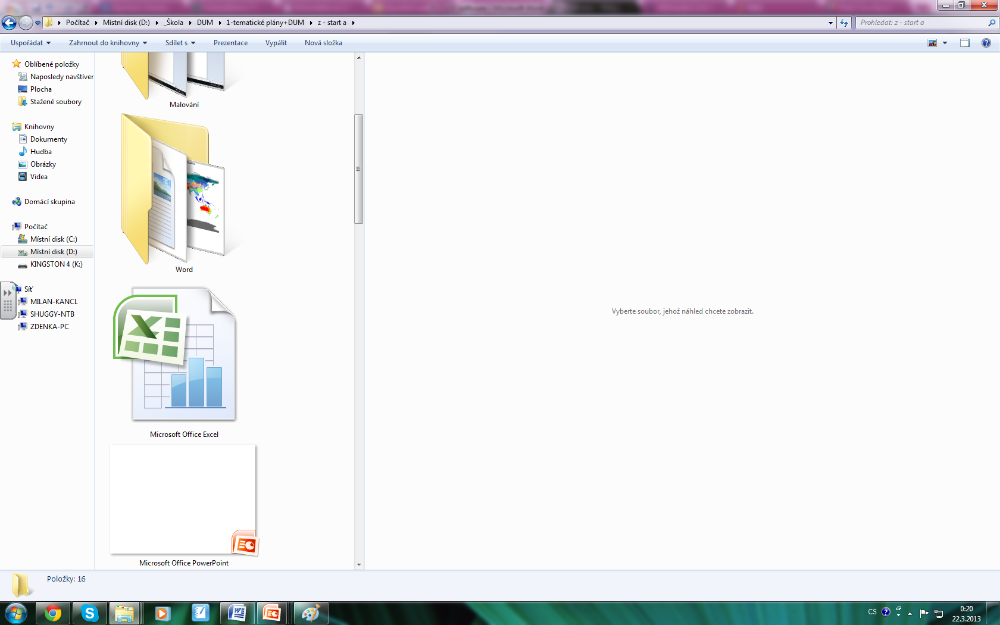 Počítač ▸ Místní disk (D:) ▸ _Škola ▸ DUM ▸ 1-tematické plány+DUM ▸ z - start a ▸
Prohledat: z - start a
Uspořádat Zahrnout do knihovny Sdílet s Prezentace Vypálit Nová složka
Oblíbené položky
Naposledy navštíver
Plocha
Stažené soubory
Knihovny
Dokumenty
Hudba
Obrázky
Videa
Domácí skupina
Počítač
Místní disk (C:)
Místní disk (D:)
KINGSTON 4 (K:)
Síť
MILAN-KANCL
SHUGGY-NTB
ZDENKA-PC
Malování
Word
Microsoft Office Excel
Microsoft Office PowerPoint
Vyberte soubor, jehož náhled chcete zobrazit.
Položky: 16
CS
0:20
22.3.2013